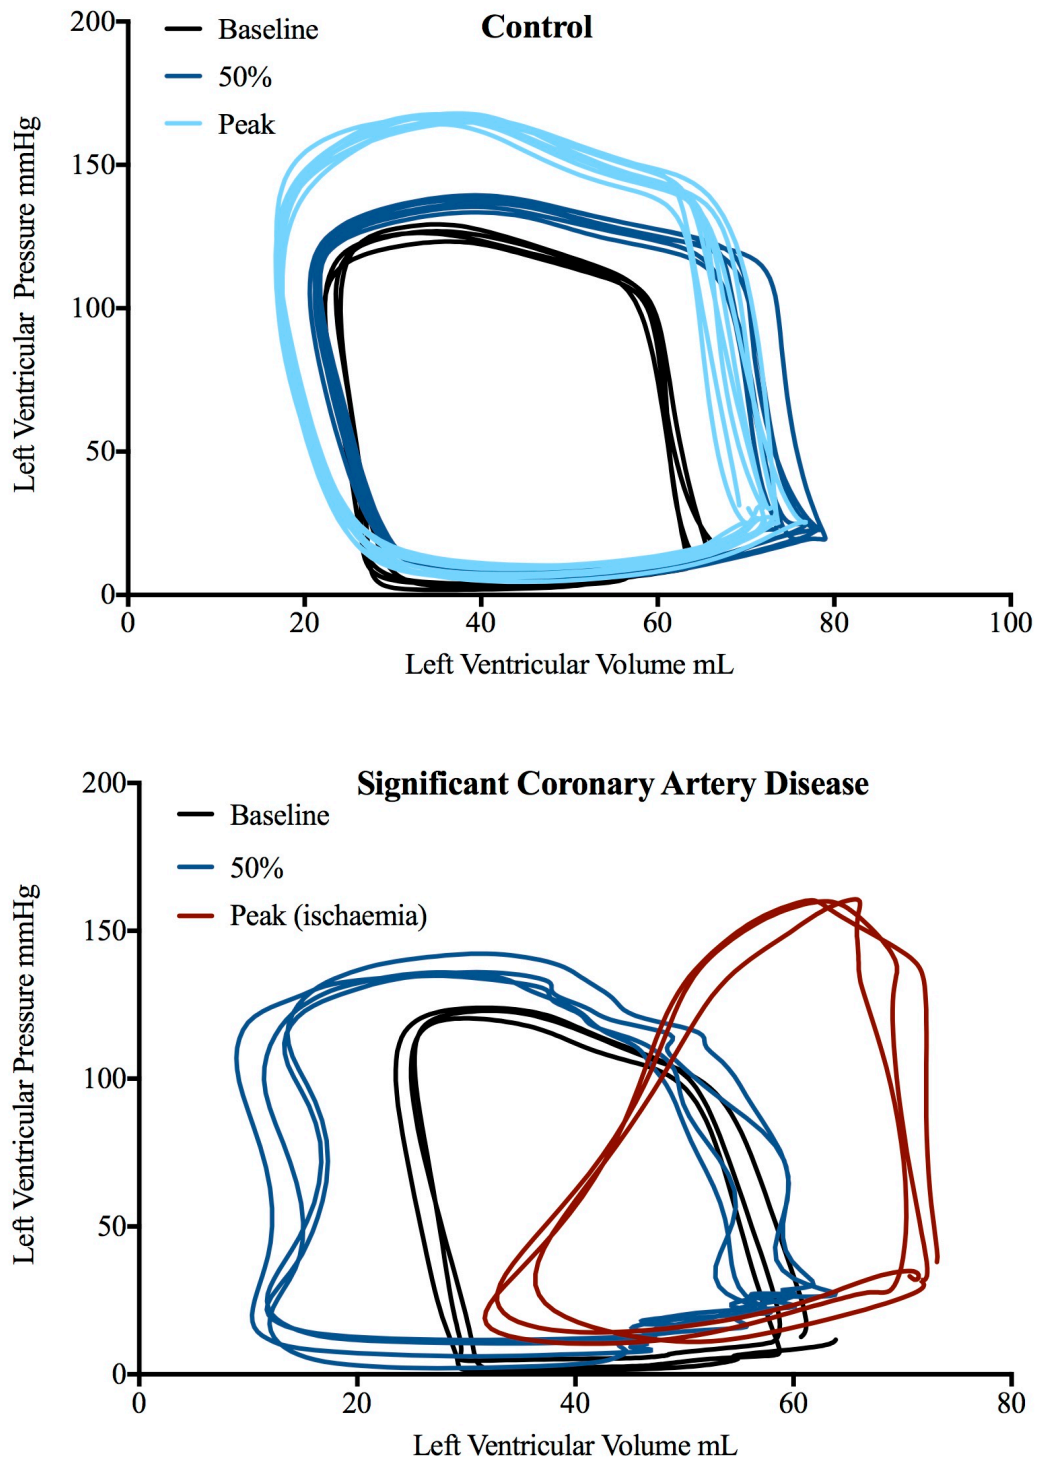 Control
Baseline
50%
Peak
200
150
100
50
0
Left Ventricular Pressure mmHg
0 20 40 60 80 100
Left Ventricular Volume mL
Significant Coronary Artery Disease
Baseline
50%
Peak (ischaemia)
200
150
100
50
0
Left Ventricular Pressure mmHg
0 20 40 60 80
Left Ventricular Volume mL